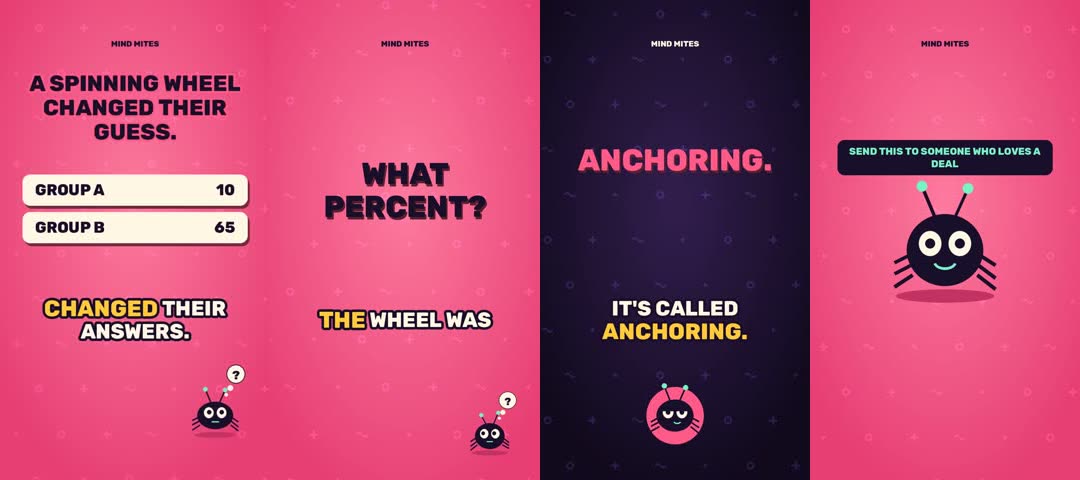 MIND MITES
A SPINNING WHEEL
CHANGED THEIR
GUESS.
GROUP A 10
GROUP B 65
CHANGED THEIR
ANSWERS.
?
MIND MITES
WHAT
PERCENT?
THE WHEEL WAS
?
MIND MITES
ANCHORING.
IT'S CALLED
ANCHORING.
MIND MITES
SEND THIS TO SOMEONE WHO LOVES A
DEAL